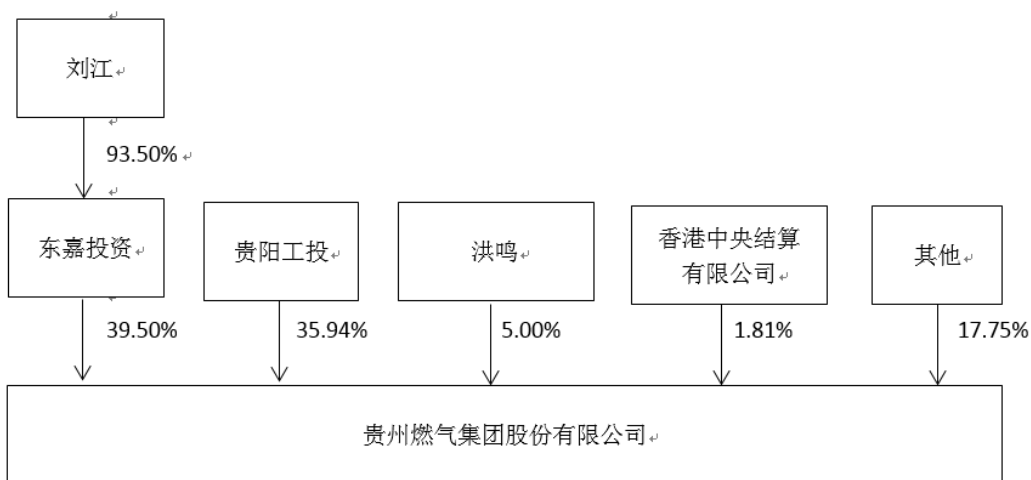 刘江
93.50%
东嘉投资
贵阳工投
洪鸣
香港中央结算
有限公司
其他
39.50%
35.94%
5.00%
1.81%
17.75%
贵州燃气集团股份有限公司